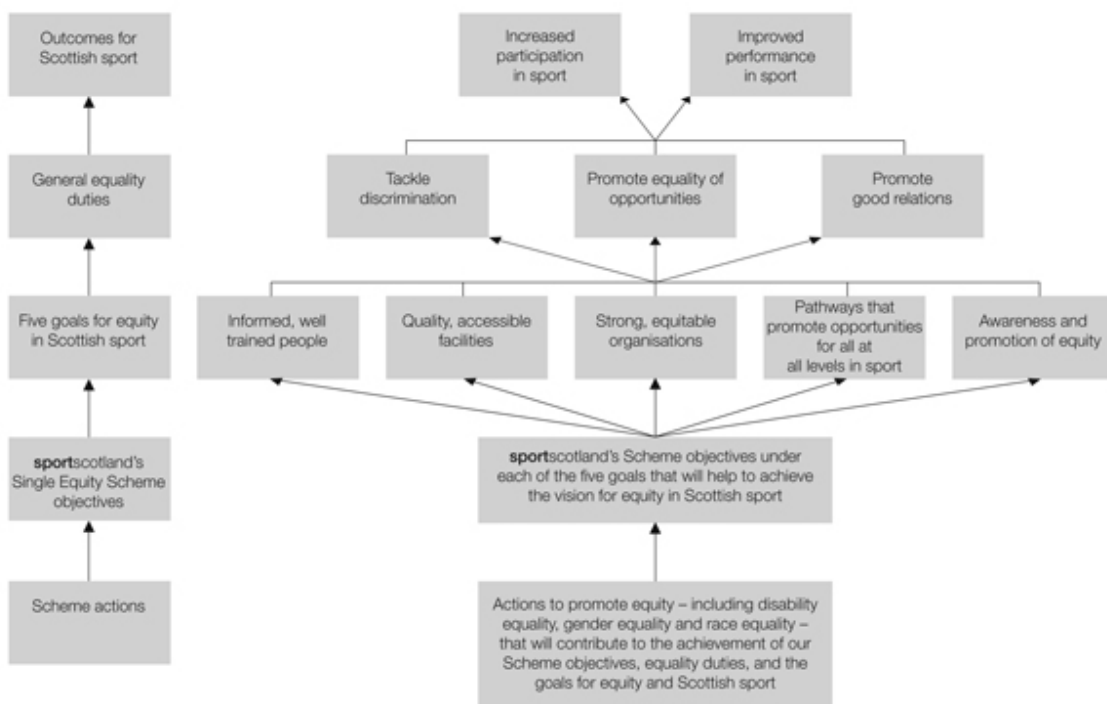 Outcomes for
Scottish sport
Increased
participation
in sport
Improved
performance
in sport
General equality
duties
Tackle
discrimination
Promote equality of
opportunities
Promote
good relations
Five goals for equity
in Scottish sport
Informed, well
trained people
Quality, accessible
facilities
Strong, equitable
organisations
Pathways that
promote opportunities
for all at
all levels in sport
Awareness and
promotion of equity
sportscotland's
Single Equity Scheme
objectives
sportscotland's Scheme objectives under
each of the five goals that will help to achieve
the vision for equity in Scottish sport
Scheme actions
Actions to promote equity – including disability
equality, gender equality and race equality –
that will contribute to the achievement of our
Scheme objectives, equality duties, and the
goals for equity and Scottish sport